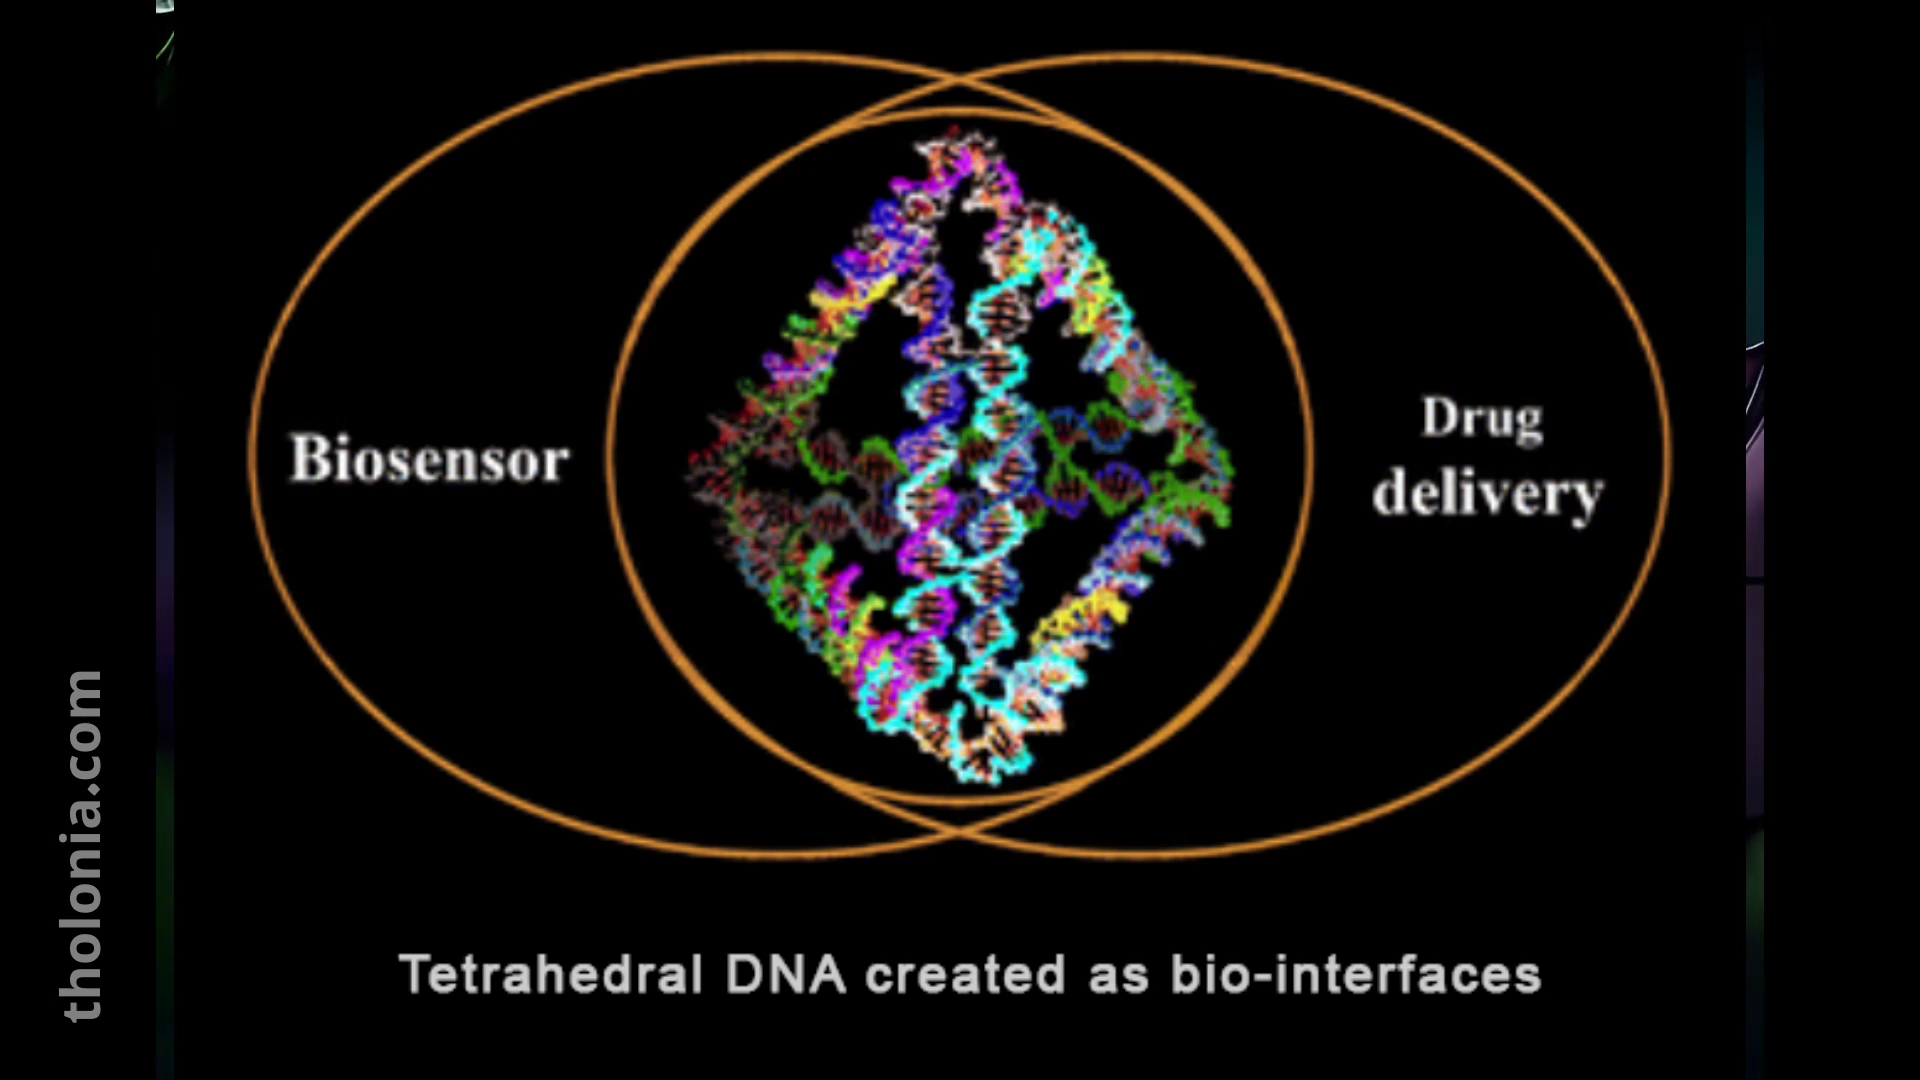 Biosensor
Drug
delivery
Tetrahedral DNA created as bio-interfaces
tholonia.com